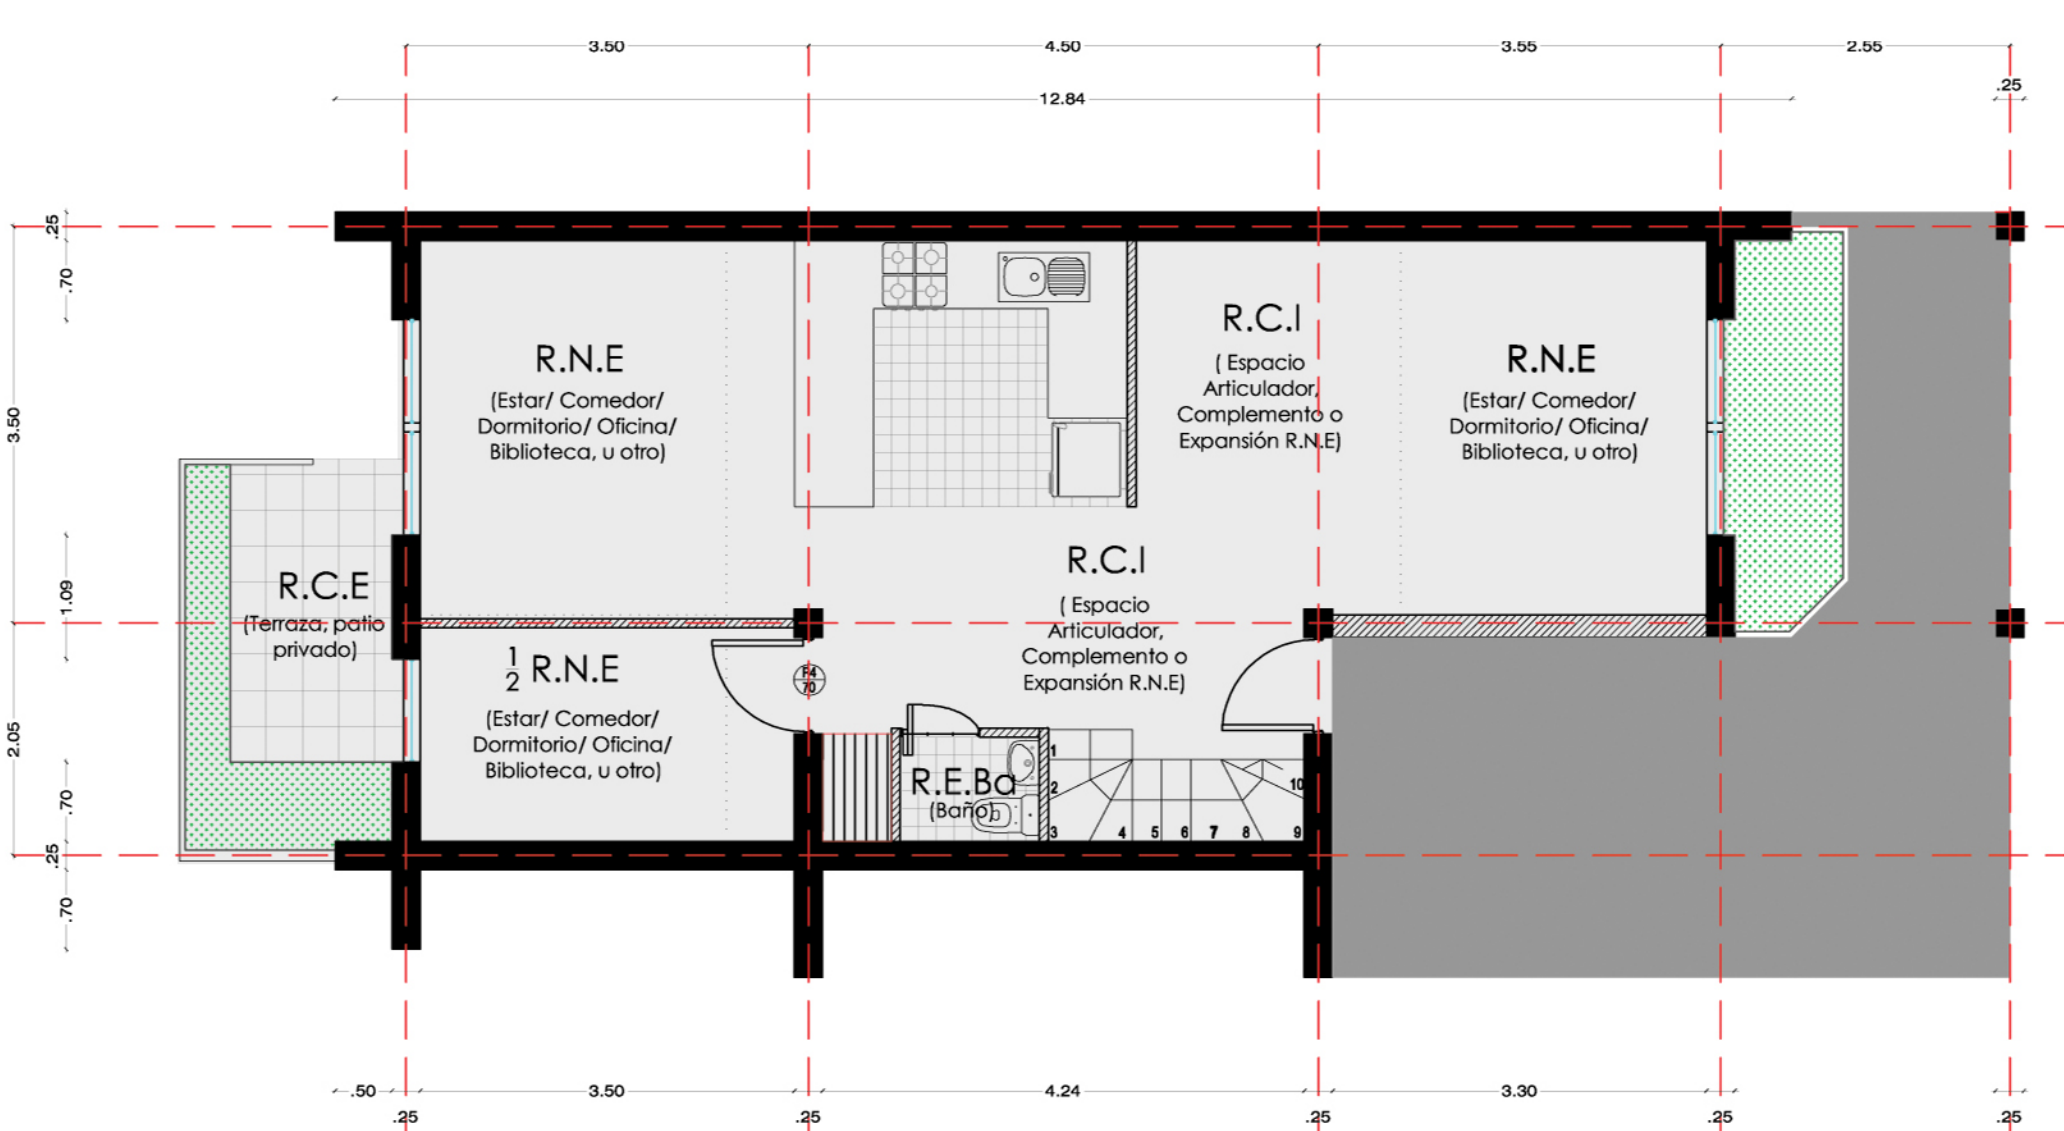 3.50
4.50
3.55
2.55
12.84
.25
.25
.70
3.50
1.09
2.05
.70
.25
.70
R.N.E
(Estar/ Comedor/
Dormitorio/ Oficina/
Biblioteca, u otro)
R.C.I
( Espacio
Articulador,
Complemento o
Expansión R.N.E)
R.N.E
(Estar/ Comedor/
Dormitorio/ Oficina/
Biblioteca, u otro)
R.C.E
(Terraza, patio
privado)
R.C.I
( Espacio
Articulador,
Complemento o
Expansión R.N.E)
1
2
R.N.E
(Estar/ Comedor/
Dormitorio/ Oficina/
Biblioteca, u otro)
P4
70
R.E.Ba
(Baño)
1
2
3
4
5
6
7
8
9
10
.50
3.50
4.24
3.30
.25
.25
.25
.25
.25